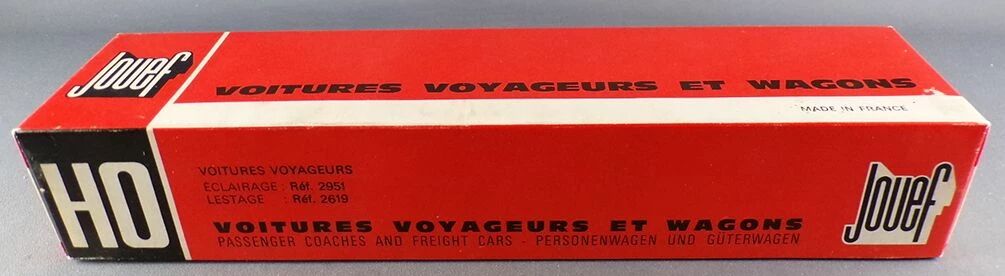 Jouef
VOITURES VOYAGEURS ET WAGONS
MADE IN FRANCE
HO
VOITURES VOYAGEURS
ECLAIRAGE : Réf. 2951
LESTAGE : Réf. 2619
VOITURES VOYAGEURS ET WAGONS
PASSENGER COACHES AND FREIGHT CARS - PERSONENWAGEN UND GÜTERWAGEN
Jouef